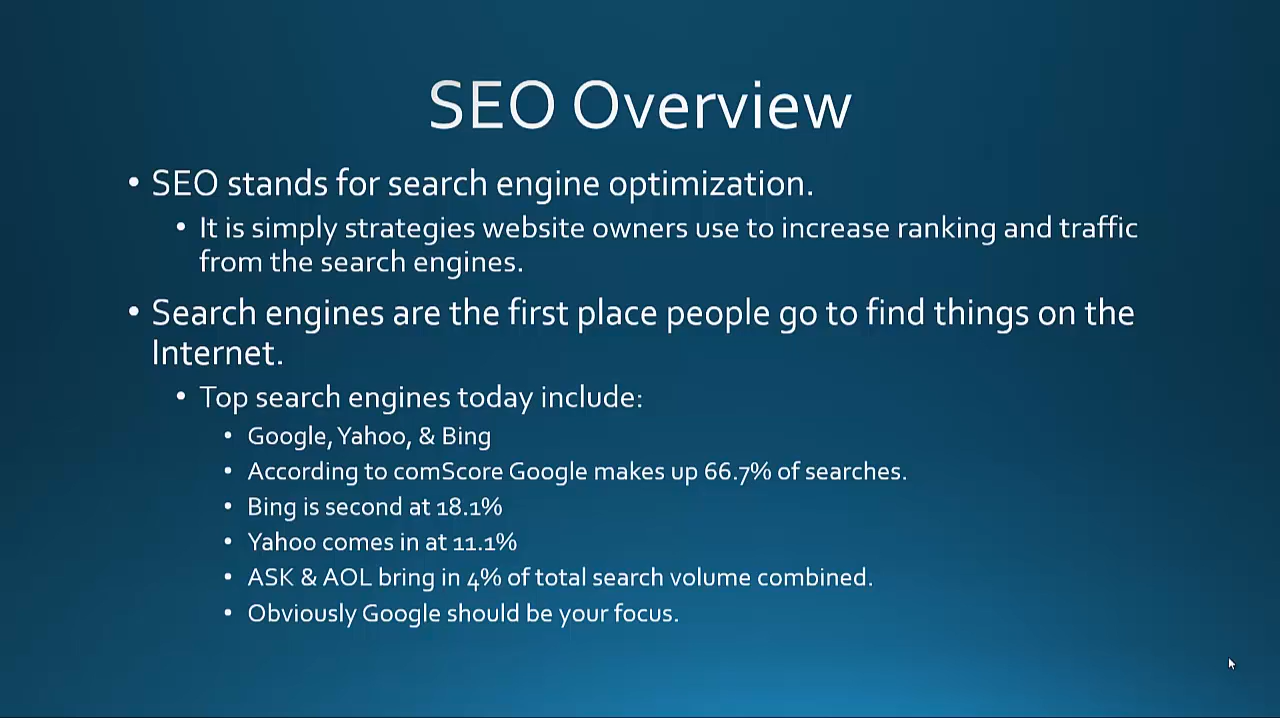 SEO Overview
• SEO stands for search engine optimization.
• It is simply strategies website owners use to increase ranking and traffic
from the search engines.
• Search engines are the first place people go to find things on the
Internet.
• Top search engines today include:
• Google, Yahoo, & Bing
• According to comScore Google makes up 66.7% of searches.
• Bing is second at 18.1%
• Yahoo comes in at 11.1%
• ASK & AOL bring in 4% of total search volume combined.
• Obviously Google should be your focus.